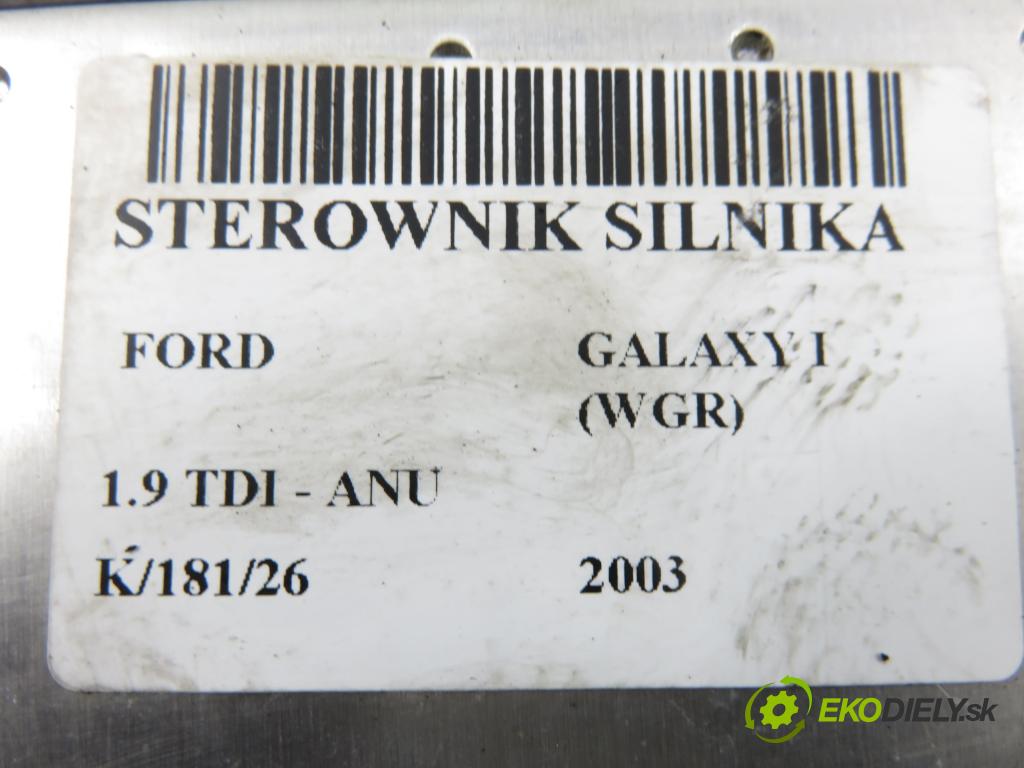 STEROWNIK SILNIKA
FORD GALAXY I
(WGR)
1.9 TDI - ANU
K/181/26 2003
EKODIELY.sk